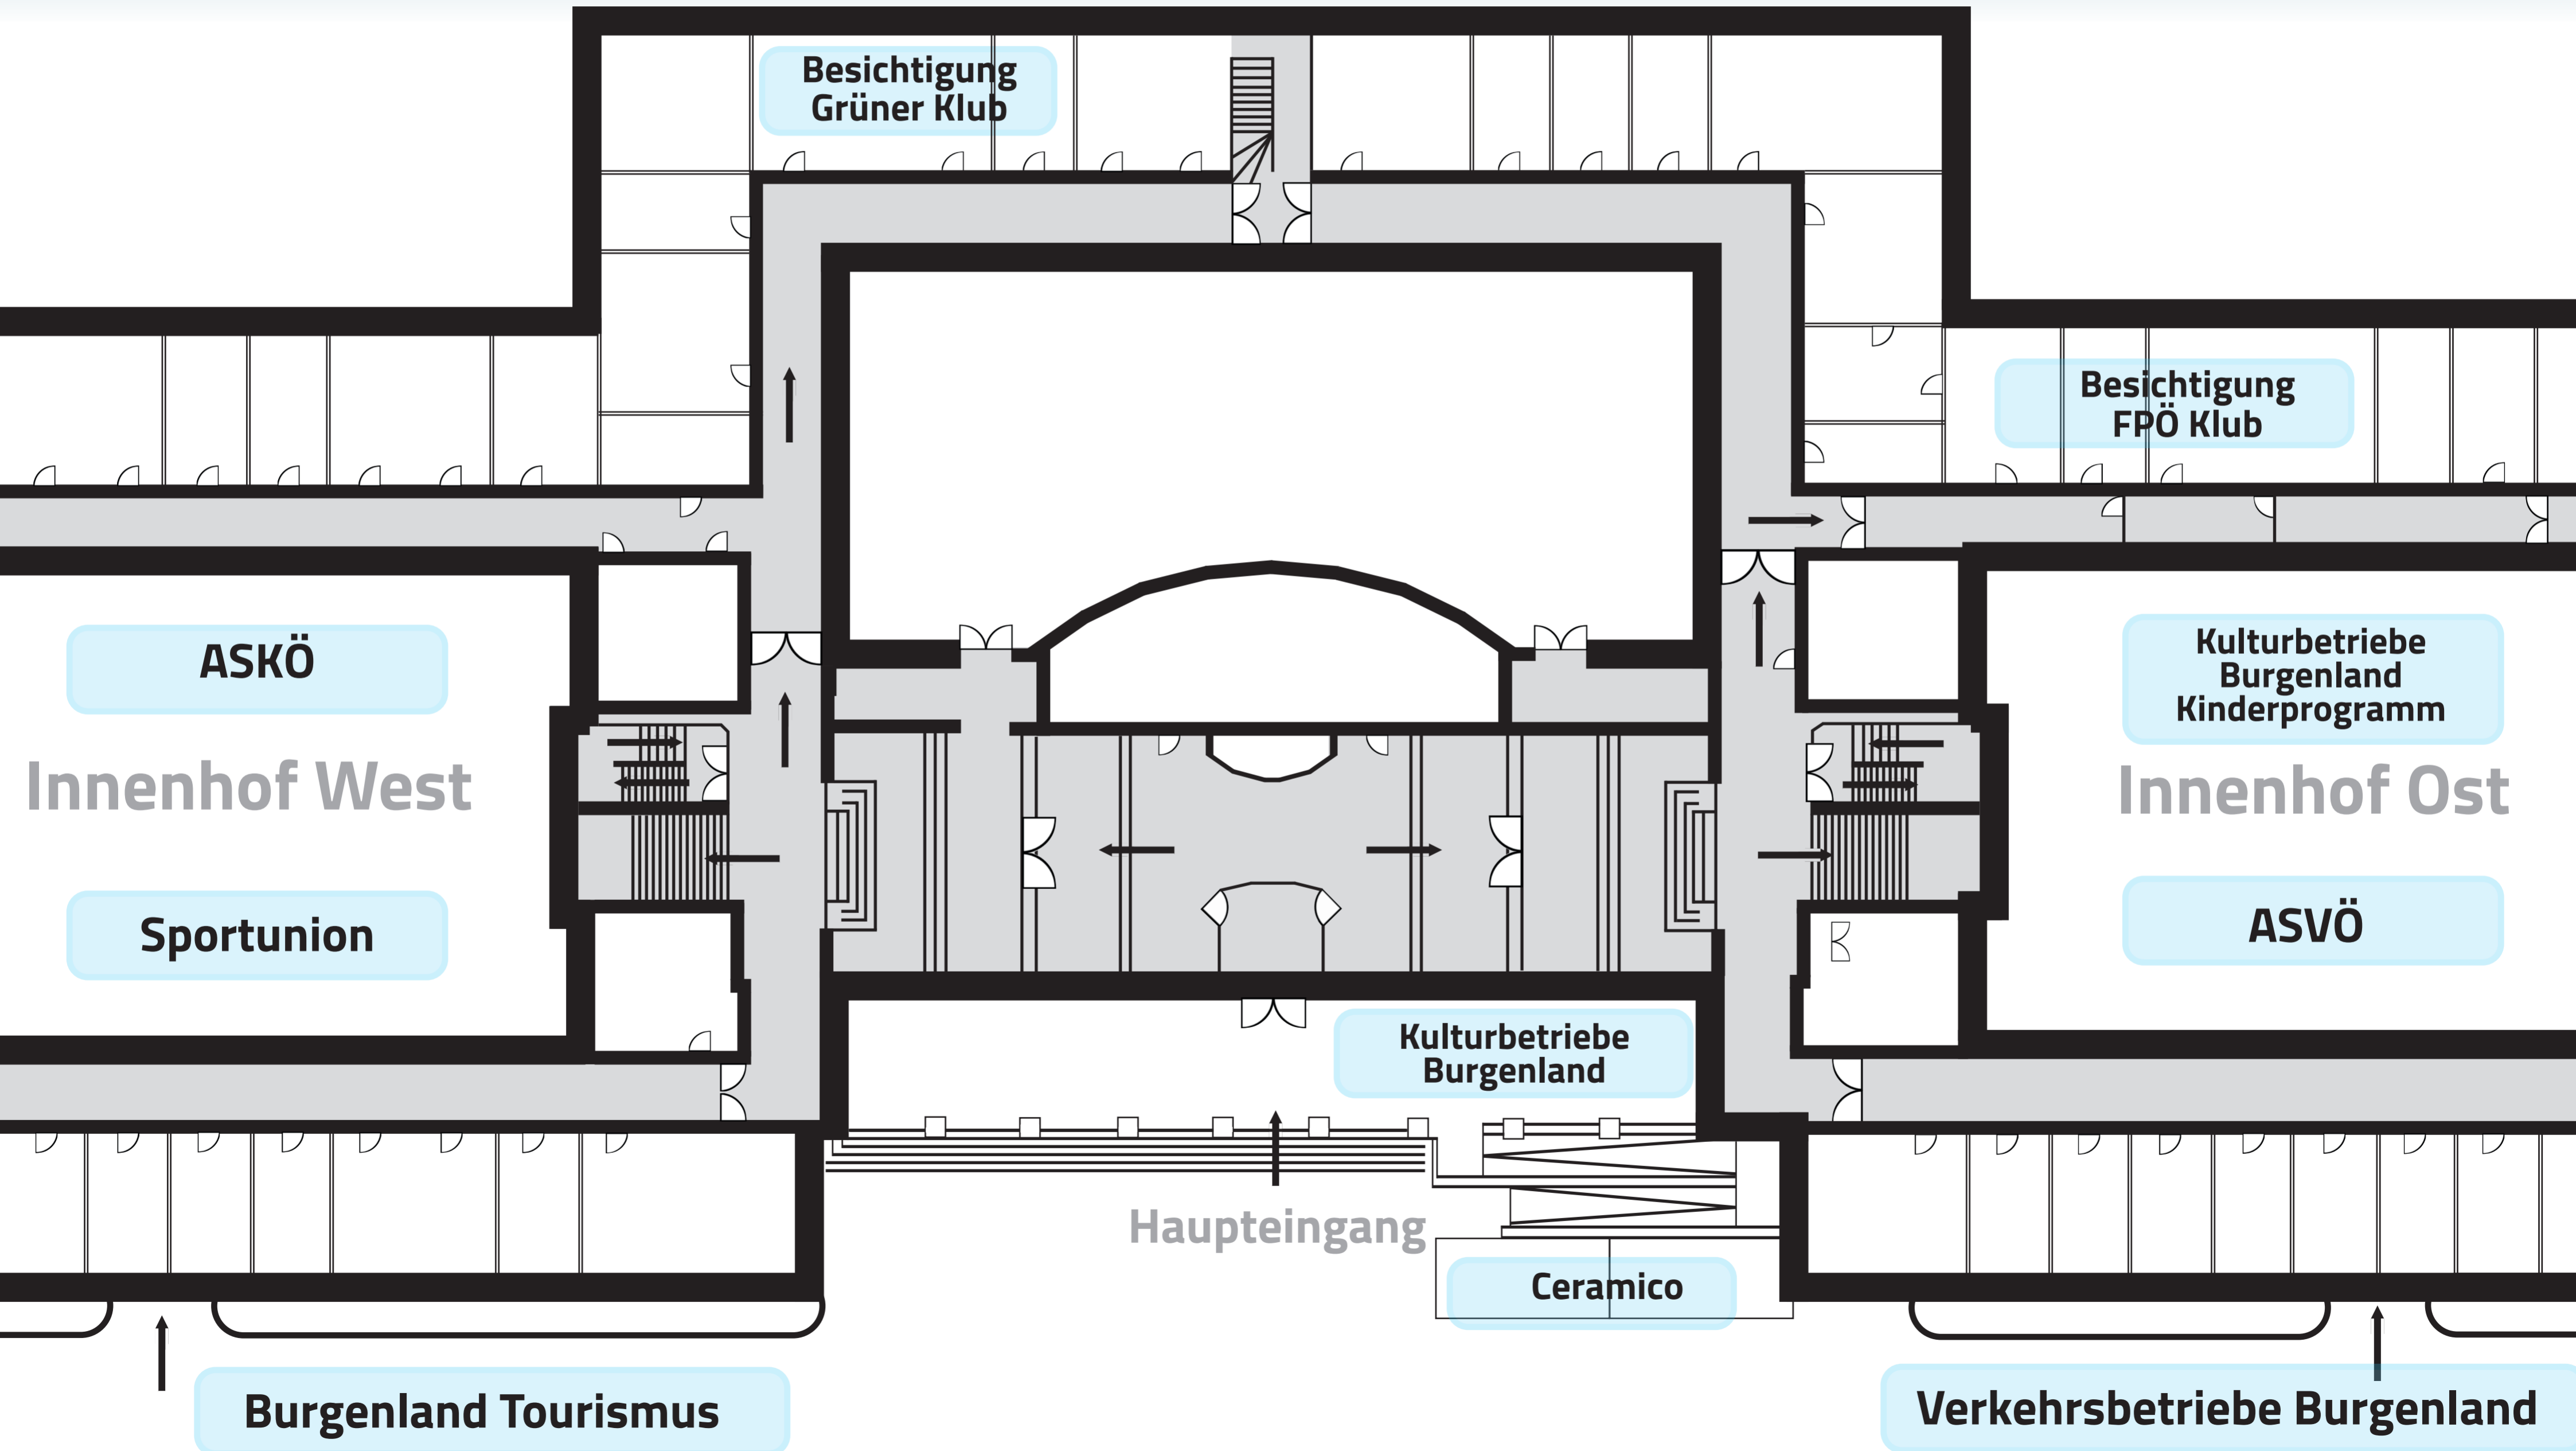 Besichtigung
Grüner Klub
Besichtigung
FPÖ Klub
ASKÖ
Innenhof West
Sportunion
Kulturbetriebe
Burgenland
Kinderprogramm
Innenhof Ost
ASVÖ
Kulturbetriebe
Burgenland
Haupteingang
Ceramico
Burgenland Tourismus
Verkehrsbetriebe Burgenland